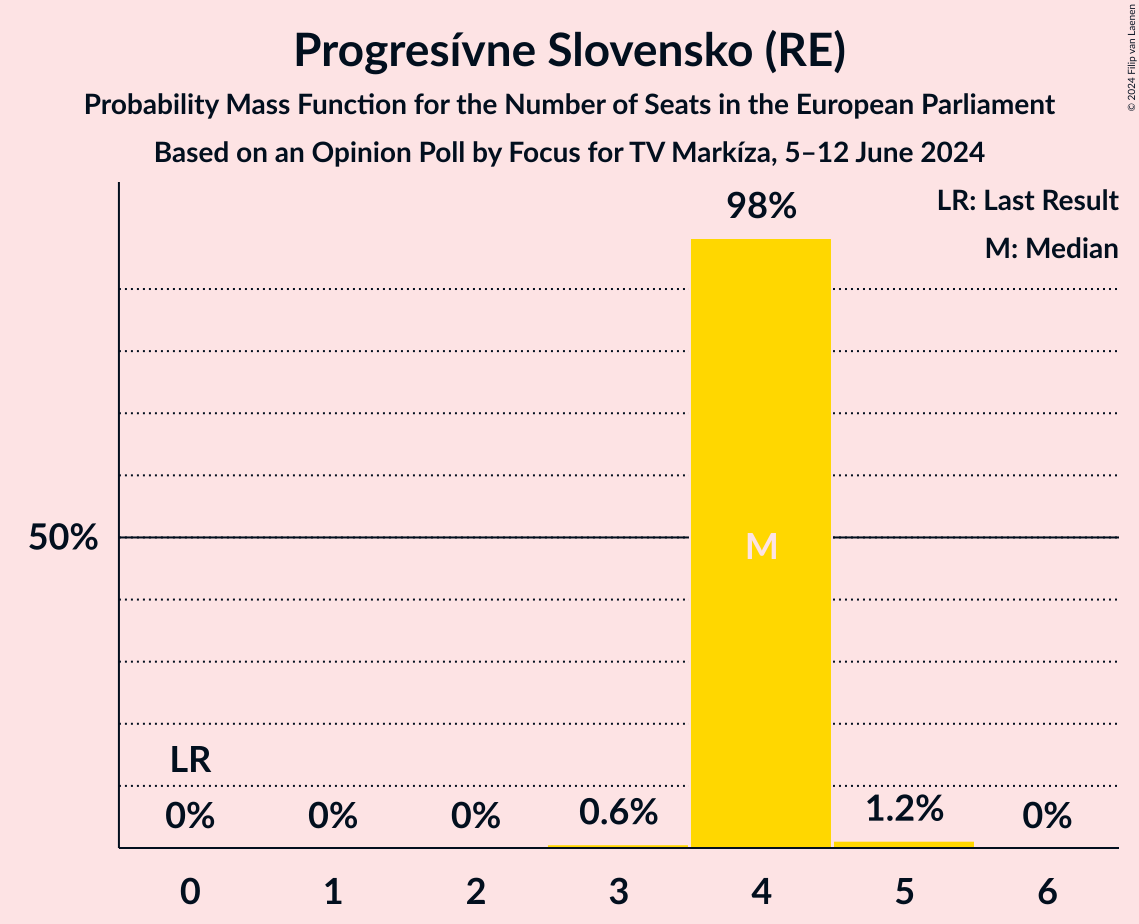 Progresívne Slovensko (RE)
Probability Mass Function for the Number of Seats in the European Parliament
Based on an Opinion Poll by Focus for TV Markíza, 5–12 June 2024
© 2024 Filip van Laenen
LR: Last Result
M: Median
98%
50%
M
LR
0%
0%
0%
0.6%
1.2%
0%
0
1
2
3
4
5
6